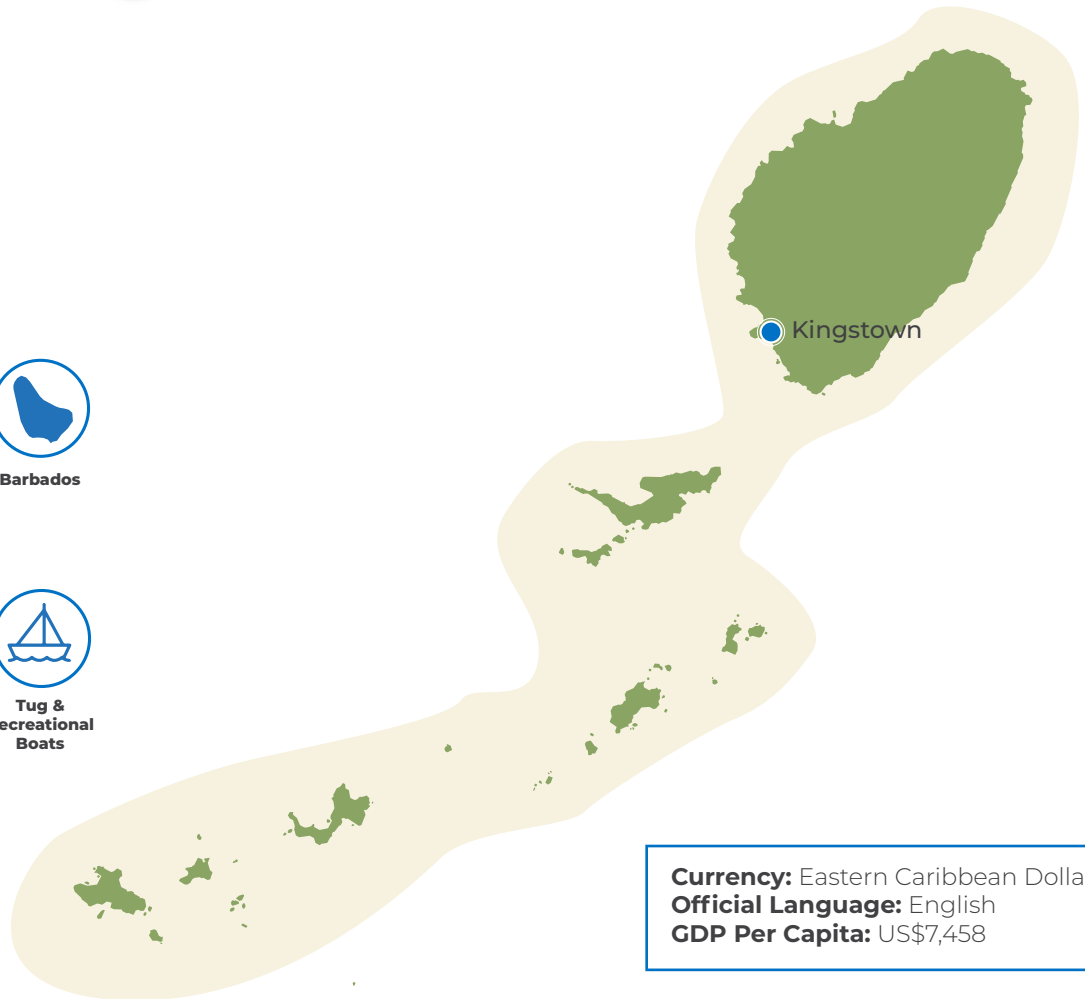 Kingstown
Barbados
Tug &
ecreational
Boats
Currency: Eastern Caribbean Dolla
Official Language: English
GDP Per Capita: US$7,458